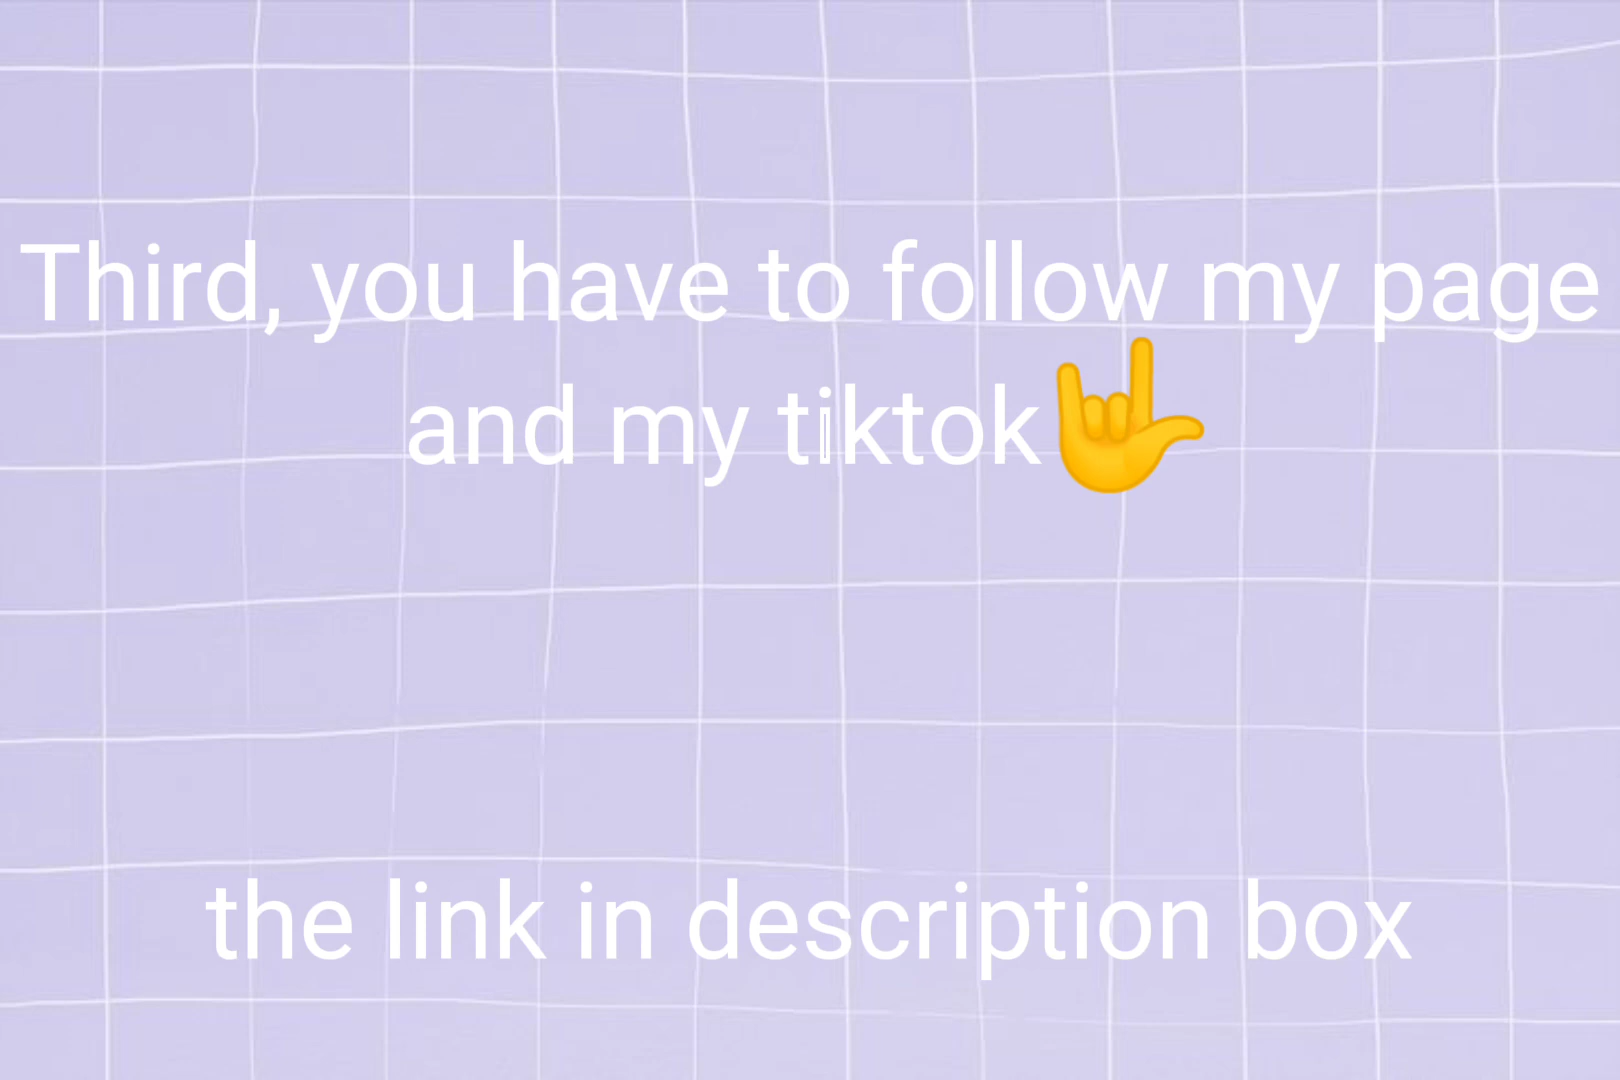 Third, you have to follow my page
and my tiktok🤟
the link in description box